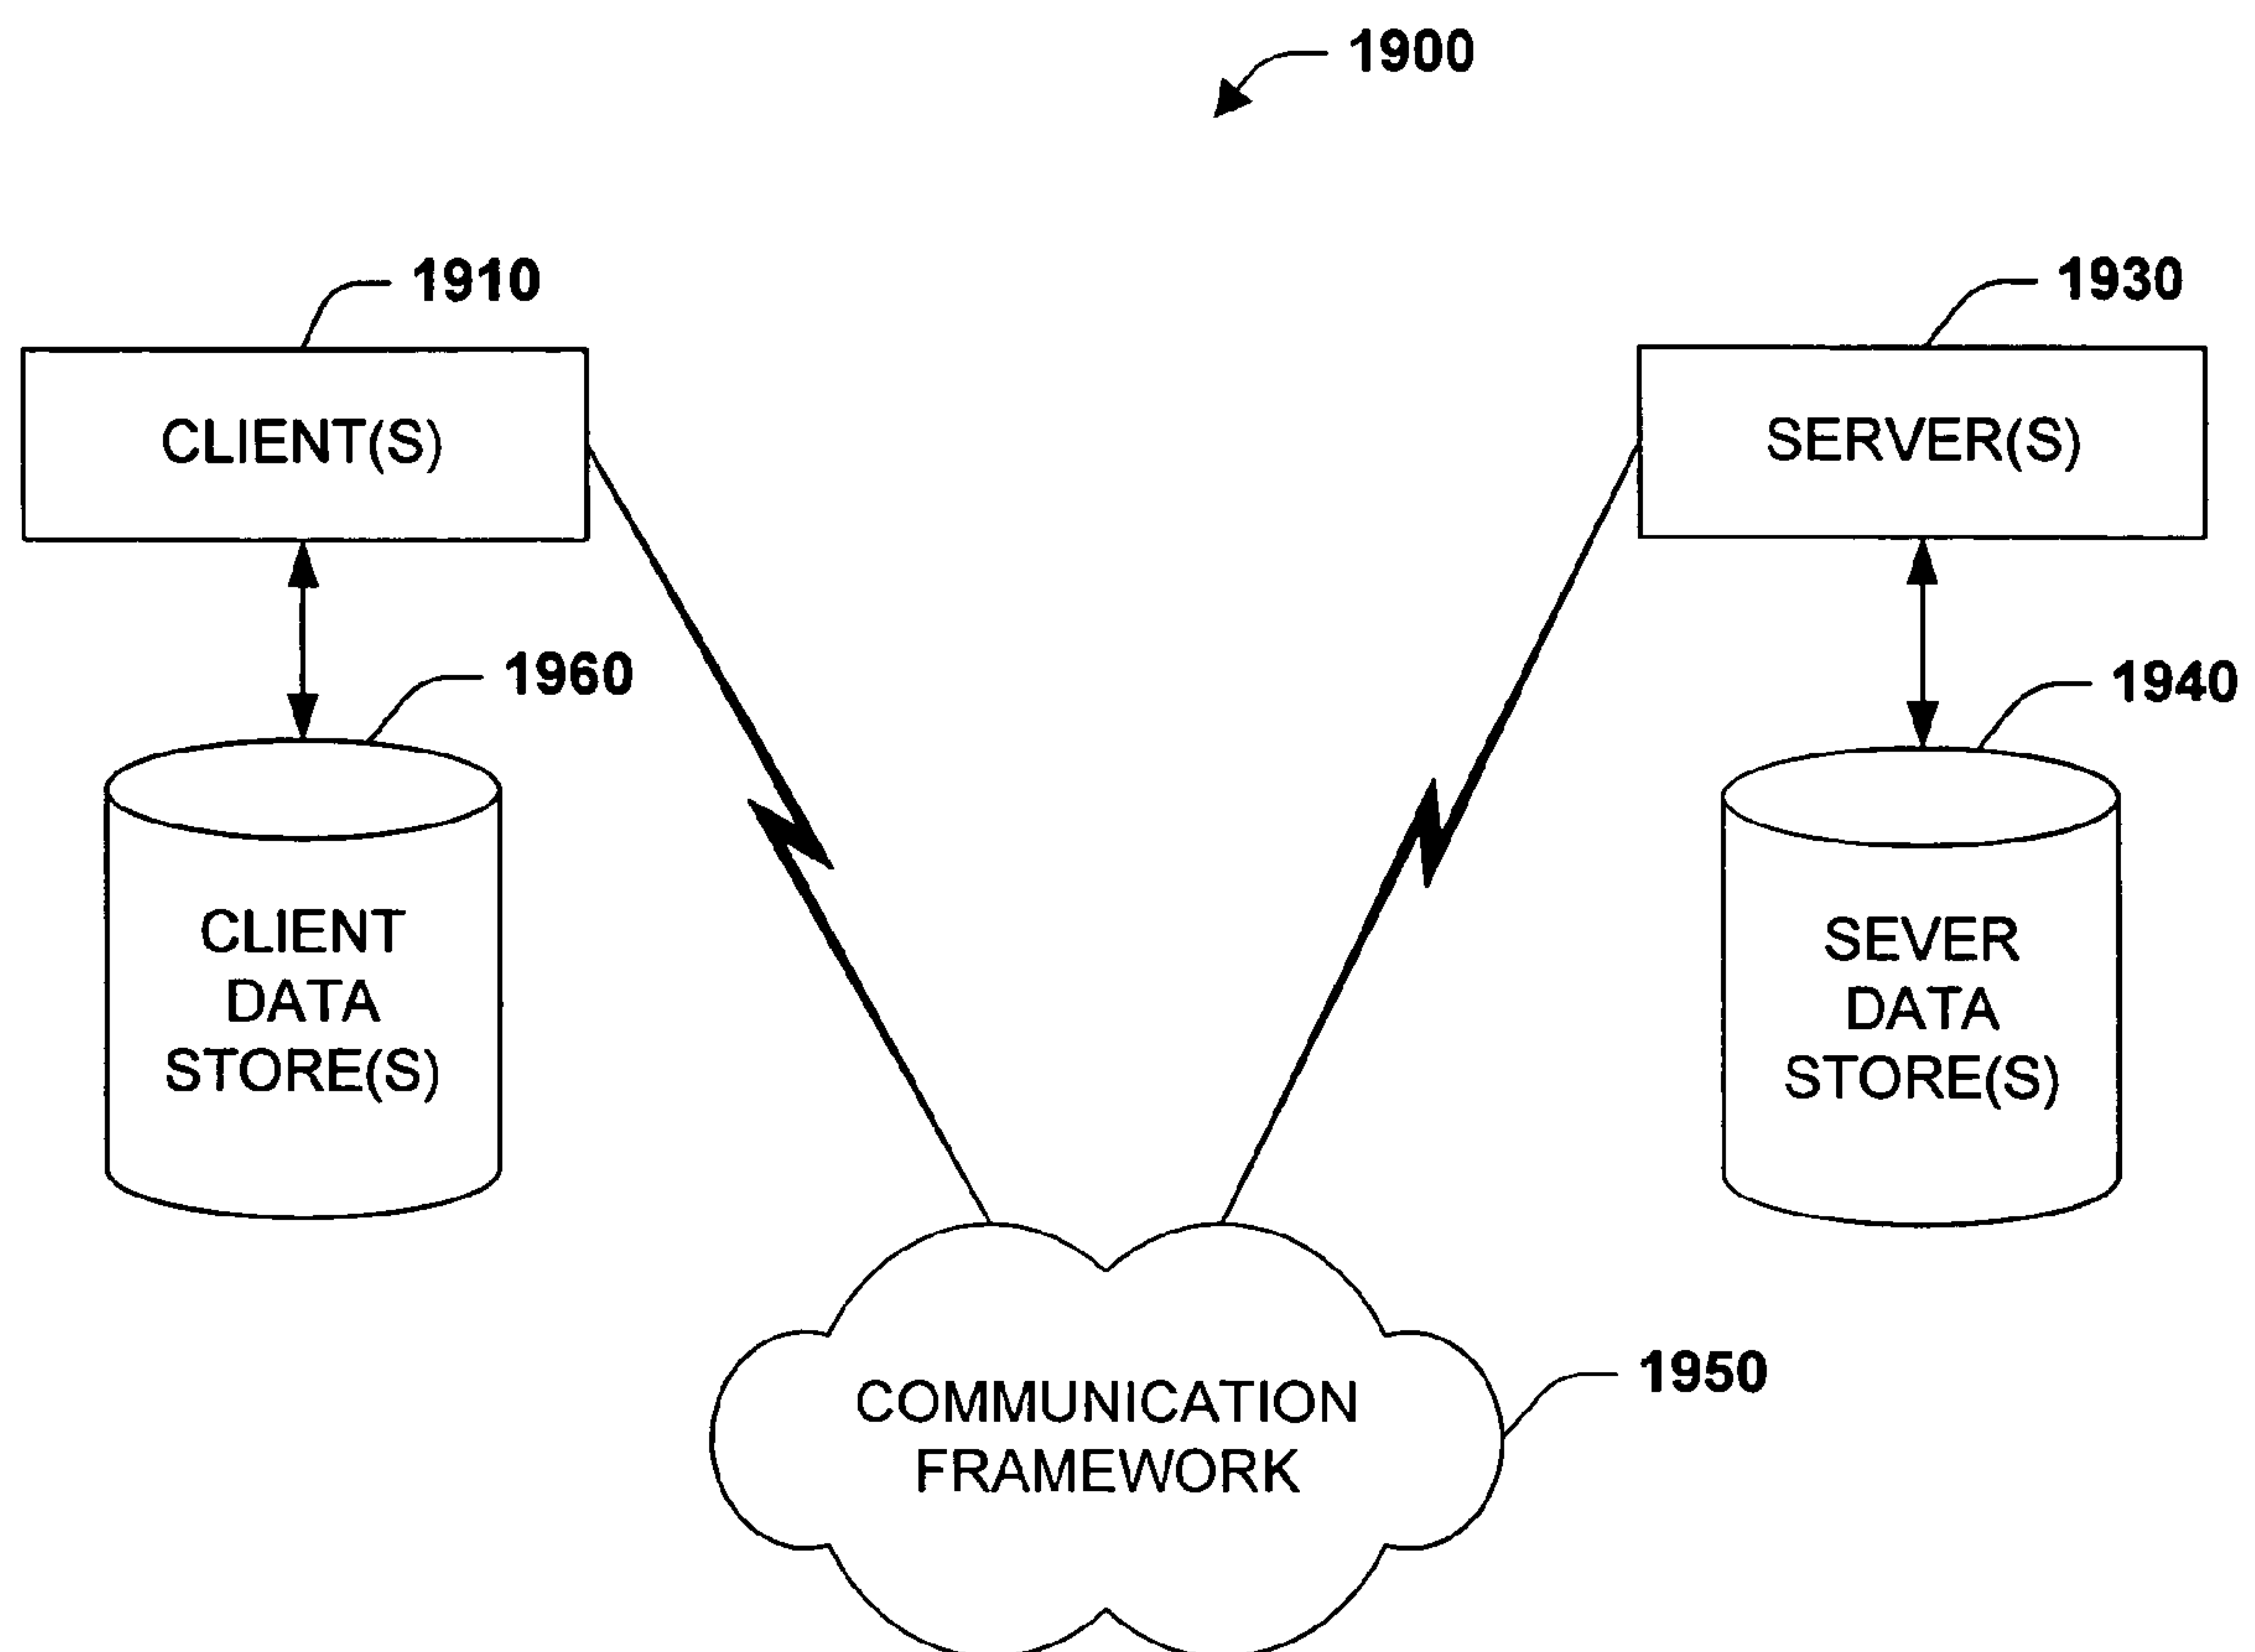 1900
1910
1930
CLIENT(S)
SERVER(S)
1960
1940
CLIENT
DATA
STORE(S)
SEVER
DATA
STORE(S)
1950
COMMUNICATION
FRAMEWORK